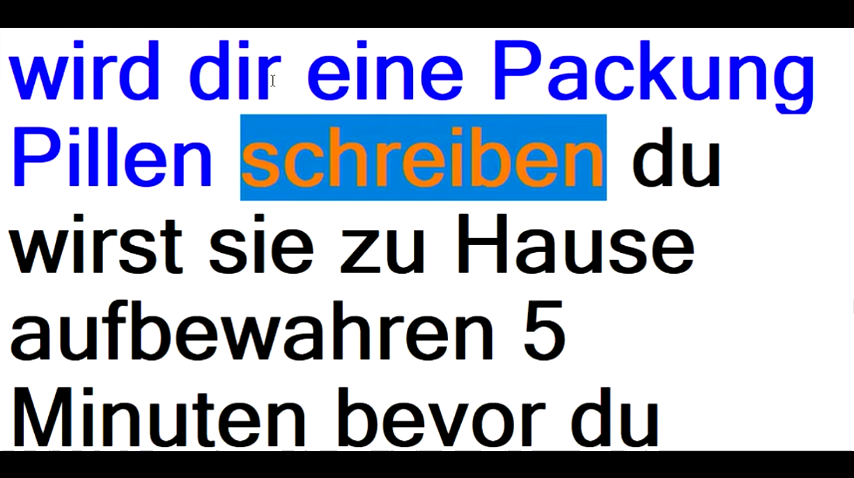 wird dir eine Packung
Pillen schreiben du
wirst sie zu Hause
aufbewahren 5
Minuten bevor du